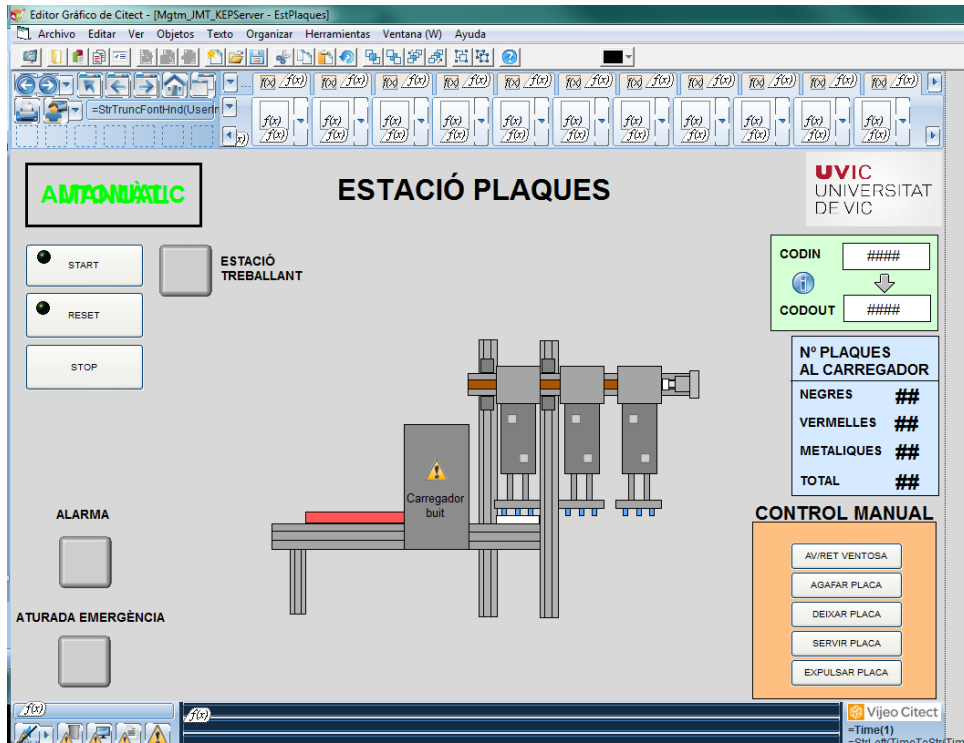 Editor Gráfico de Citect - [Mgtm_JMT_KEPServer - EstPlaques]
Archivo Editar Ver Objetos Texto Organizar Herramientas Ventana (W) Ayuda
f(x) f(x) f(x) f(x) f(x) f(x) f(x) f(x) f(x) f(x) f(x) f(x) f(x) f(x) f(x) f(x) f(x) f(x) f(x) f(x) f(x) f(x)
=StrTruncFontHnd(UserIn
f(x) f(x) f(x) f(x) f(x) f(x) f(x) f(x) f(x) f(x) f(x)
x) f(x) f(x) f(x) f(x) f(x) f(x) f(x) f(x) f(x) f(x) f(x)
ESTACIÓ PLAQUES
UVIC
UNIVERSITAT
DE VIC
START
RESET
STOP
ESTACIÓ
TREBALLANT
CODIN ####
CODOUT ####
Nº PLAQUES
AL CARREGADOR
NEGRES ##
VERMELLES ##
METALIQUES ##
TOTAL ##
Carregador
buit
ALARMA
ATURADA EMERGÈNCIA
CONTROL MANUAL
AV/RET VENTOSA
AGAFAR PLACA
DEIXAR PLACA
SERVIR PLACA
EXPULSAR PLACA
f(x) f(x)
Vijeo Citect
=Time(1)
=StrLeft(TimeToStr(Tim